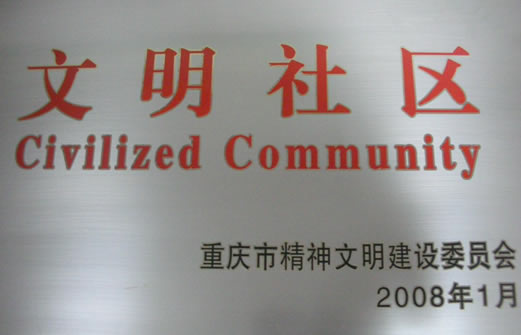 文明社区
Civilized Community
重庆市精神文明建设委员会
2008年1月